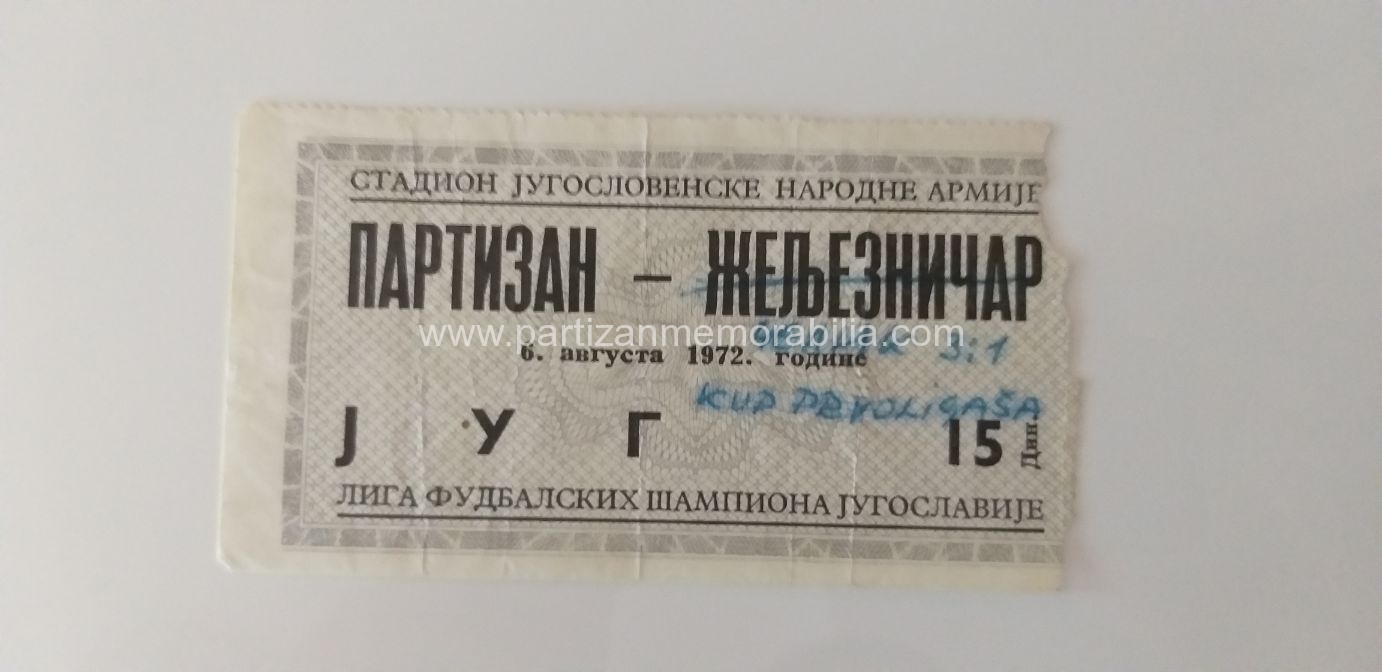 СТАДИОН ЈУГОСЛОВЕНСКЕ НАРОДНЕ АРМИЈЕ
ПАРТИЗАН — ЖЕЉЕЗНИЧАР
www.partizanmemorabilia.com
3:1
6. августа 1972. године
KUP PRVOLIGAŠA
ЈУГ 15 Дин.
ЛИГА ФУДБАЛСКИХ ШАМПИОНА ЈУГОСЛАВИЈЕ